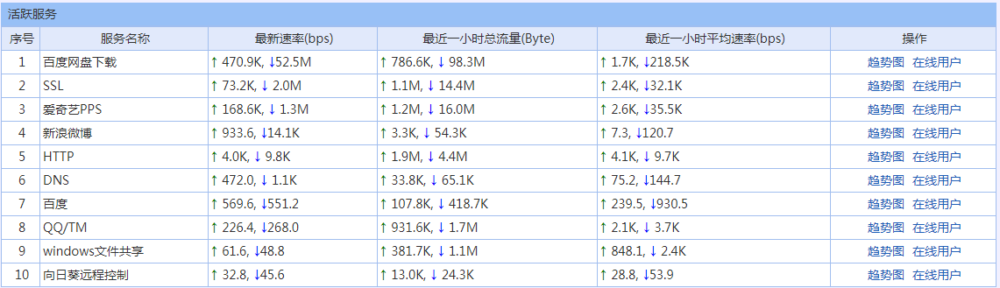 活跃服务
序号 服务名称 最新速率(bps) 最近一小时总流量(Byte) 最近一小时平均速率(bps) 操作
1 百度网盘下载 ↑ 470.9K, ↓52.5M ↑ 786.6K, ↓ 98.3M ↑ 1.7K, ↓218.5K 趋势图 在线用户
2 SSL ↑ 73.2K, ↓ 2.0M ↑ 1.1M, ↓ 14.4M ↑ 2.4K, ↓32.1K 趋势图 在线用户
3 爱奇艺PPS ↑ 168.6K, ↓ 1.3M ↑ 1.2M, ↓ 16.0M ↑ 2.6K, ↓35.5K 趋势图 在线用户
4 新浪微博 ↑ 933.6, ↓14.1K ↑ 3.3K, ↓ 54.3K ↑ 7.3, ↓120.7 趋势图 在线用户
5 HTTP ↑ 4.0K, ↓ 9.8K ↑ 1.9M, ↓ 4.4M ↑ 4.1K, ↓ 9.7K 趋势图 在线用户
6 DNS ↑ 472.0, ↓ 1.1K ↑ 33.8K, ↓ 65.1K ↑ 75.2, ↓144.7 趋势图 在线用户
7 百度 ↑ 569.6, ↓551.2 ↑ 107.8K, ↓ 418.7K ↑ 239.5, ↓930.5 趋势图 在线用户
8 QQ/TM ↑ 226.4, ↓268.0 ↑ 931.6K, ↓ 1.7M ↑ 2.1K, ↓ 3.7K 趋势图 在线用户
9 windows文件共享 ↑ 61.6, ↓48.8 ↑ 381.7K, ↓ 1.1M ↑ 848.1, ↓ 2.4K 趋势图 在线用户
10 向日葵远程控制 ↑ 32.8, ↓45.6 ↑ 13.0K, ↓ 24.3K ↑ 28.8, ↓53.9 趋势图 在线用户